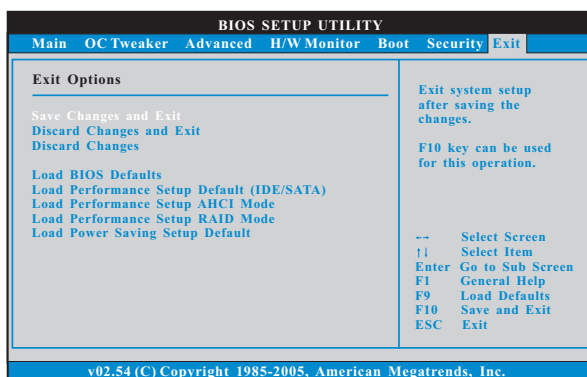 BIOS SETUP UTILITY
Main OC Tweaker Advanced H/W Monitor Boot Security Exit
Exit Options
Save Changes and Exit
Discard Changes and Exit
Discard Changes
Load BIOS Defaults
Load Performance Setup Default (IDE/SATA)
Load Performance Setup AHCI Mode
Load Performance Setup RAID Mode
Load Power Saving Setup Default
Exit system setup
after saving the
changes.
F10 key can be used
for this operation.
←→ Select Screen
↑↓ Select Item
Enter Go to Sub Screen
F1 General Help
F9 Load Defaults
F10 Save and Exit
ESC Exit
v02.54 (C) Copyright 1985-2005, American Megatrends, Inc.